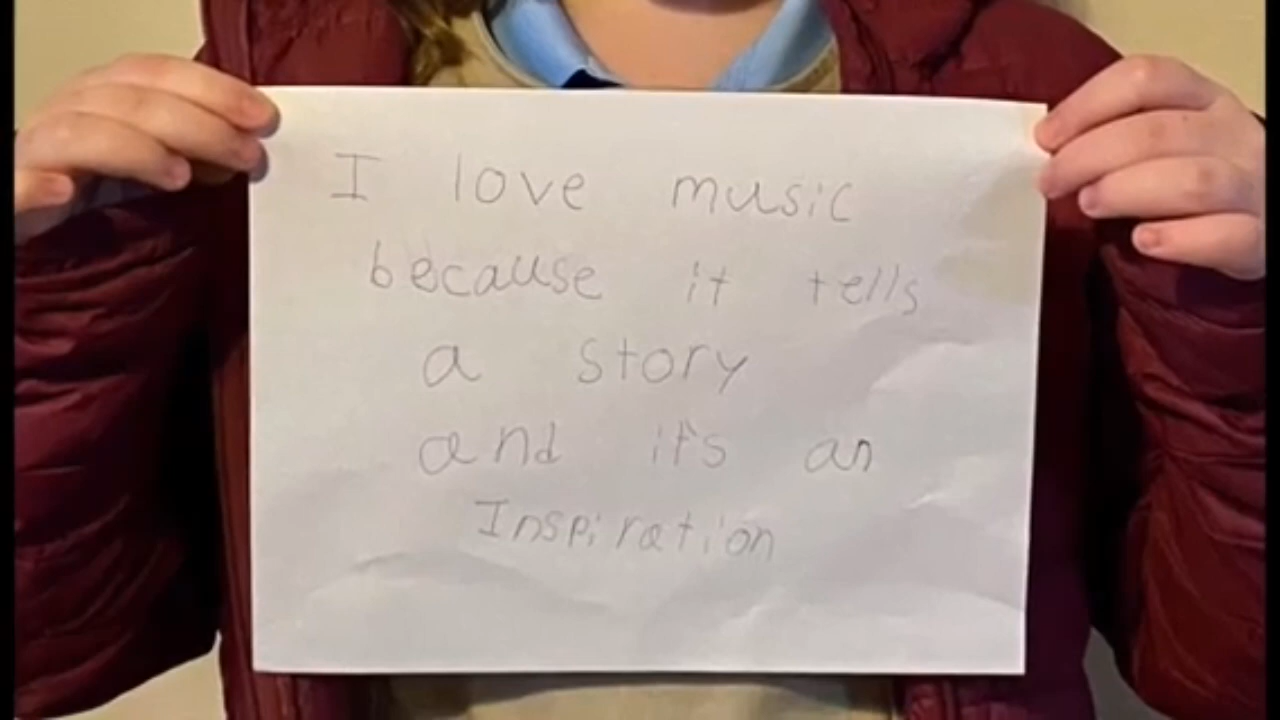 I love music
because it tells
a story
and it's an
Inspiration